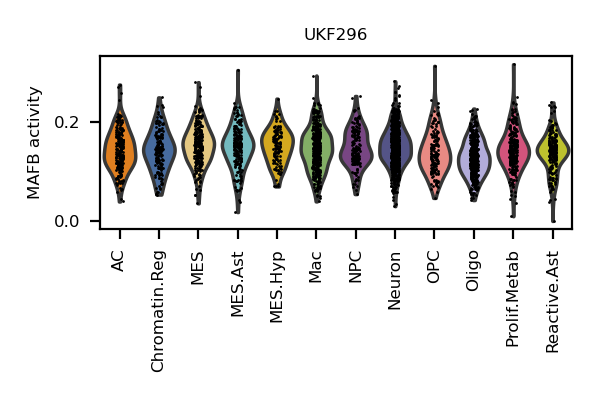 UKF296
MAFB activity
0.2
0.0
AC
Chromatin.Reg
MES
MES.Ast
MES.Hyp
Mac
NPC
Neuron
OPC
Oligo
Prolif.Metab
Reactive.Ast